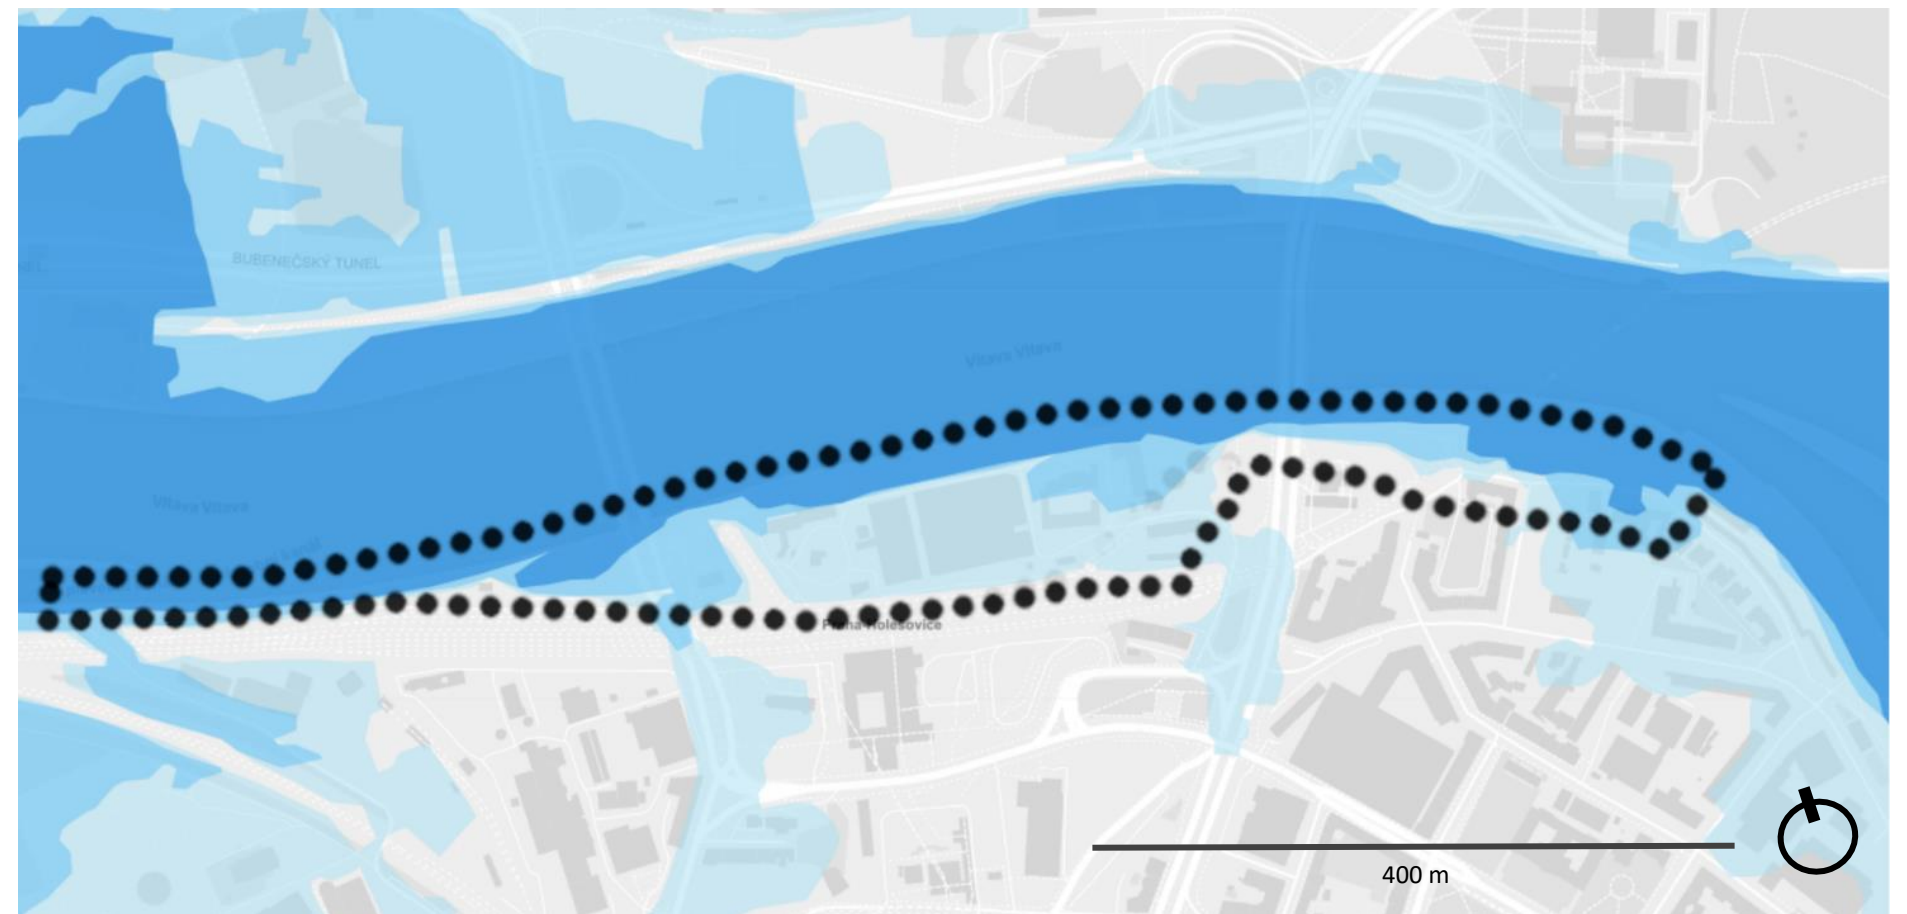 BUBENEČSKÝ TUNEL
Vltava Vltava
Vltava Vltava
Praha-Holešovice
400 m